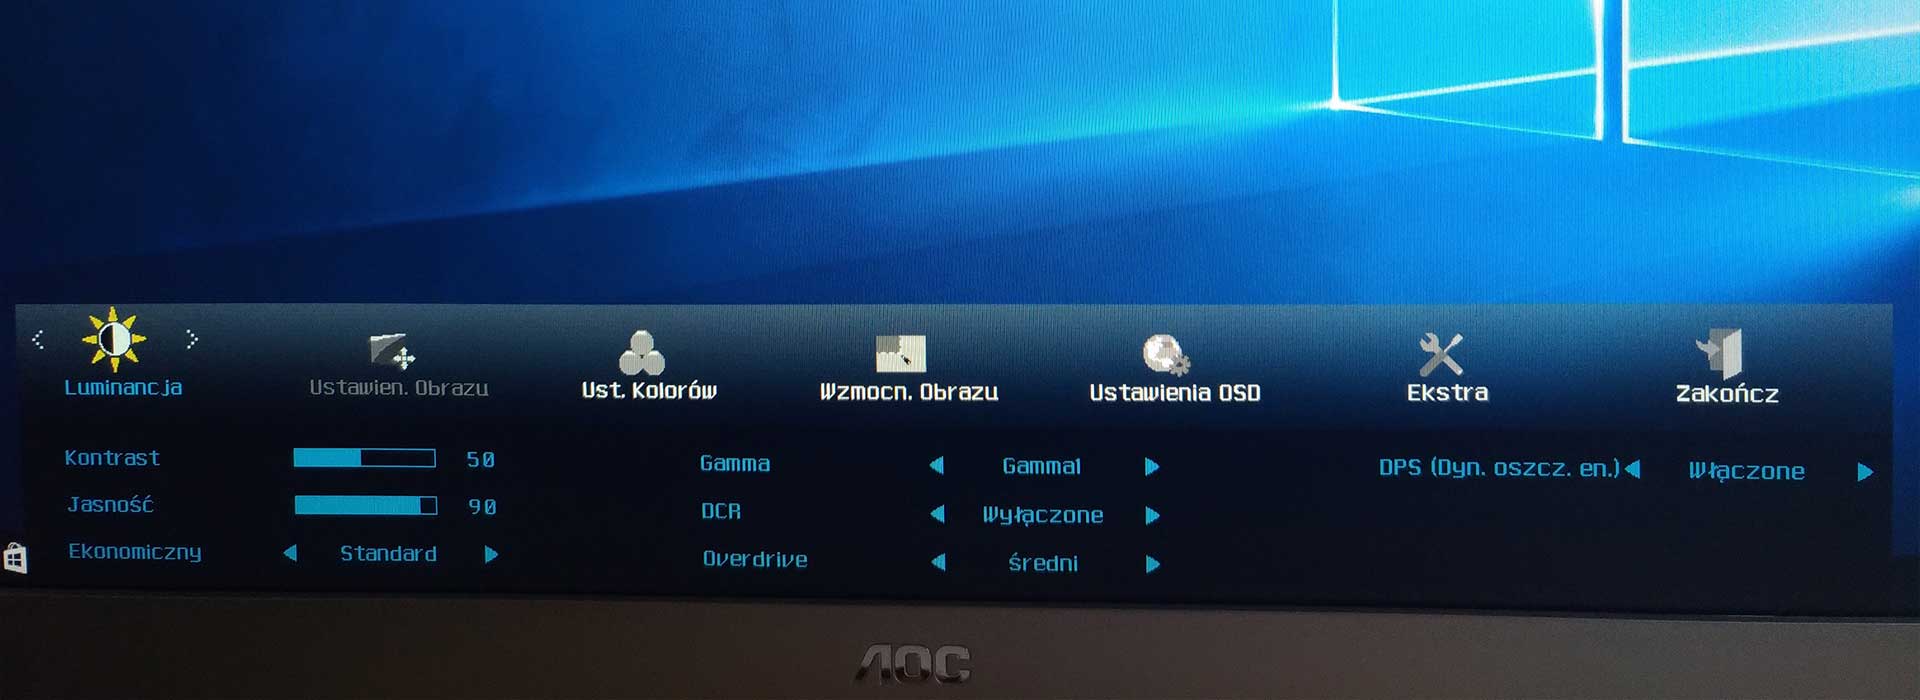 Luminancja
Ustawien. Obrazu
Ust. Kolorów
Wzmocn. Obrazu
Ustawienia OSD
Ekstra
Zakończ
Kontrast 50
Gamma Gamma1
DPS (Dyn. oszcz. en.) Włączone
Jasność 90
DCR Wyłączone
Ekonomiczny Standard
Overdrive średni
AOC